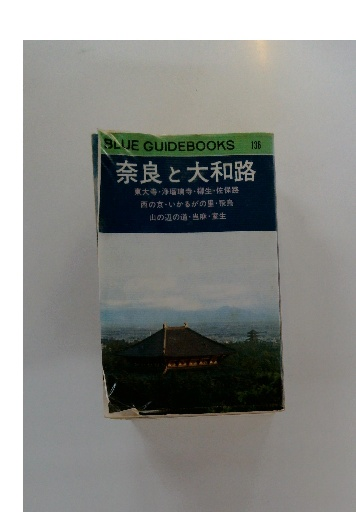 BLUE GUIDEBOOKS 136
奈良と大和路
東大寺・浄瑠璃寺・柳生・佐保路
西の京・いかるがの里・飛鳥
山の辺の道・当麻・室生